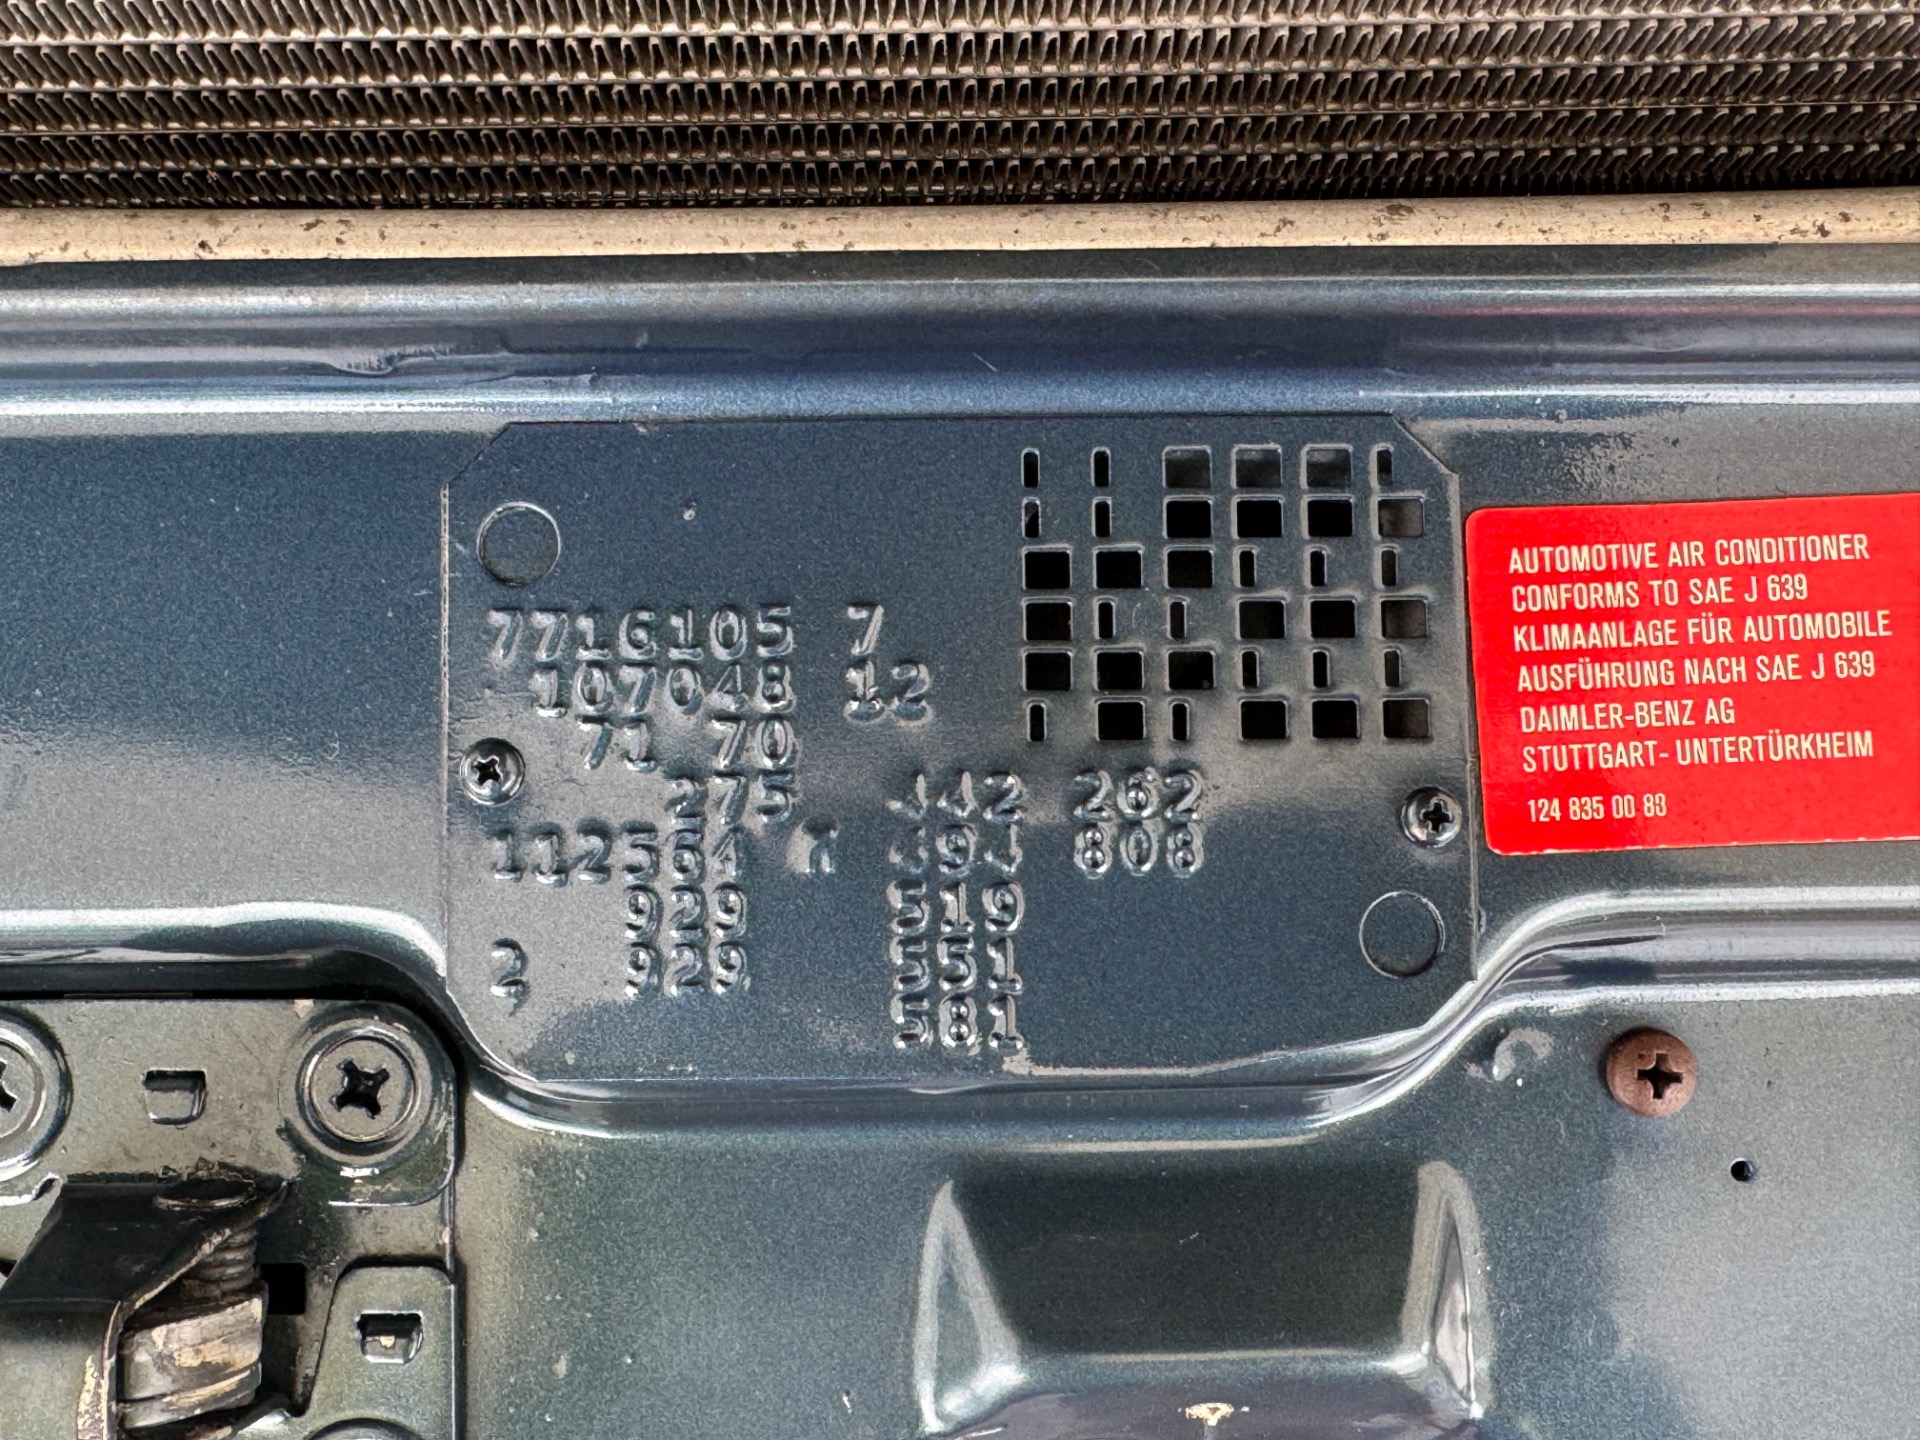 7716105 7
107048 12
71 70
275 442 262
112564 494 808
929 519
2 929 551
581
AUTOMOTIVE AIR CONDITIONER
CONFORMS TO SAE J 639
KLIMAANLAGE FÜR AUTOMOBILE
AUSFÜHRUNG NACH SAE J 639
DAIMLER-BENZ AG
STUTTGART- UNTERTÜRKHEIM
124 835 00 83